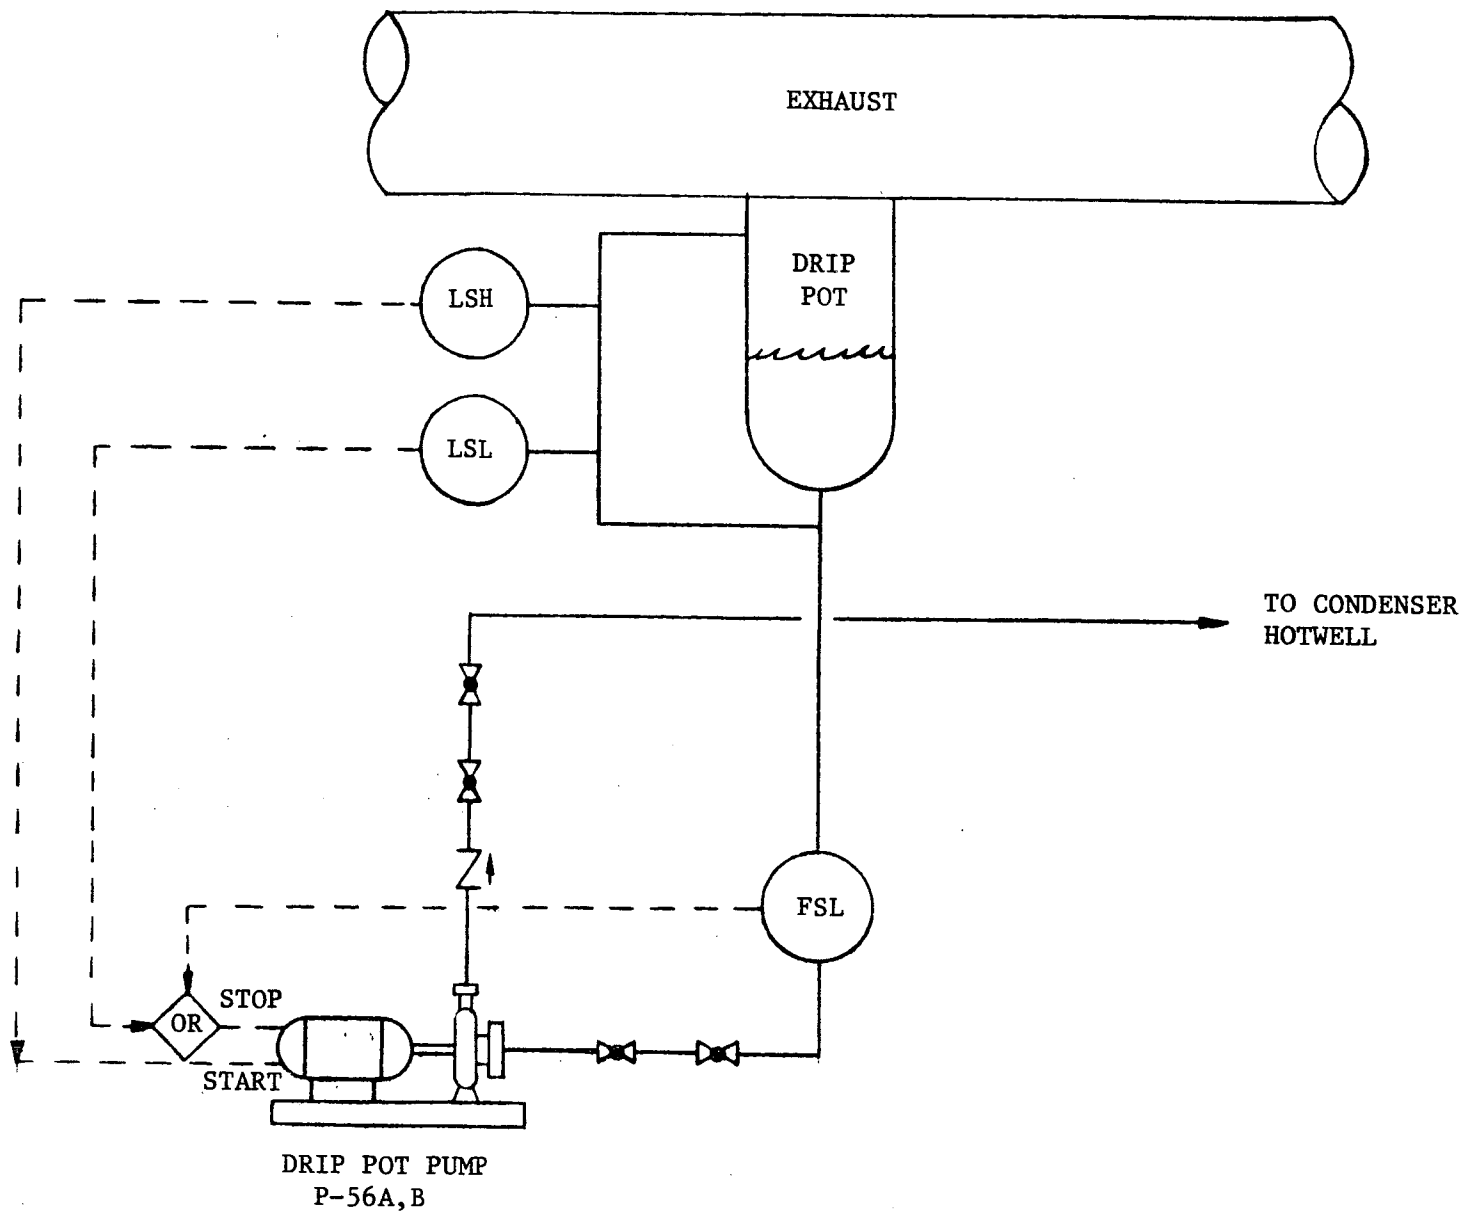 EXHAUST
DRIP
POT
LSH
LSL
TO CONDENSER
HOTWELL
FSL
STOP
OR
START
DRIP POT PUMP
P-56A,B